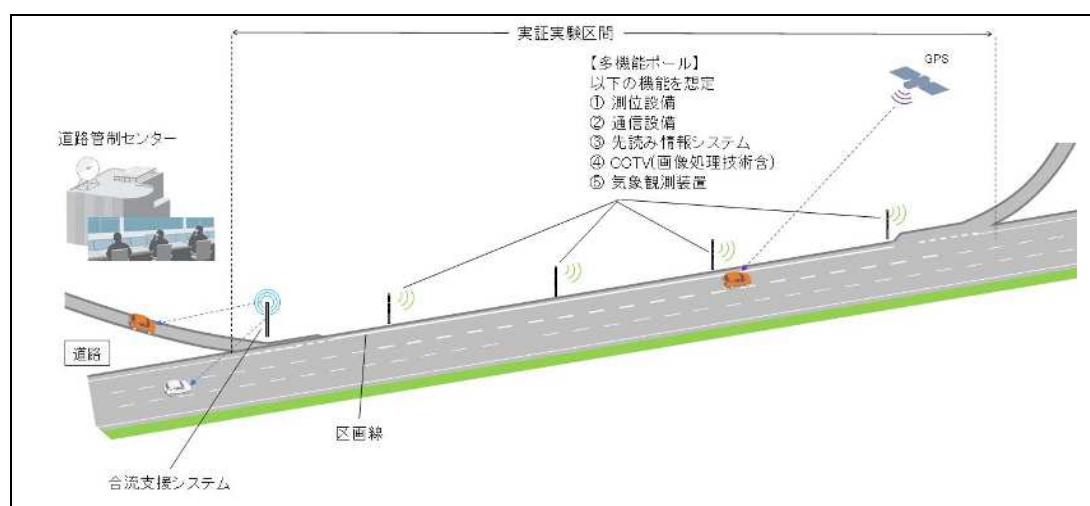 実証実験区間
【多機能ポール】
以下の機能を想定
① 測位設備
② 通信設備
③ 先読み情報システム
④ CCTV(画像処理技術含)
⑤ 気象観測装置
GPS
道路管制センター
道路
区画線
合流支援システム